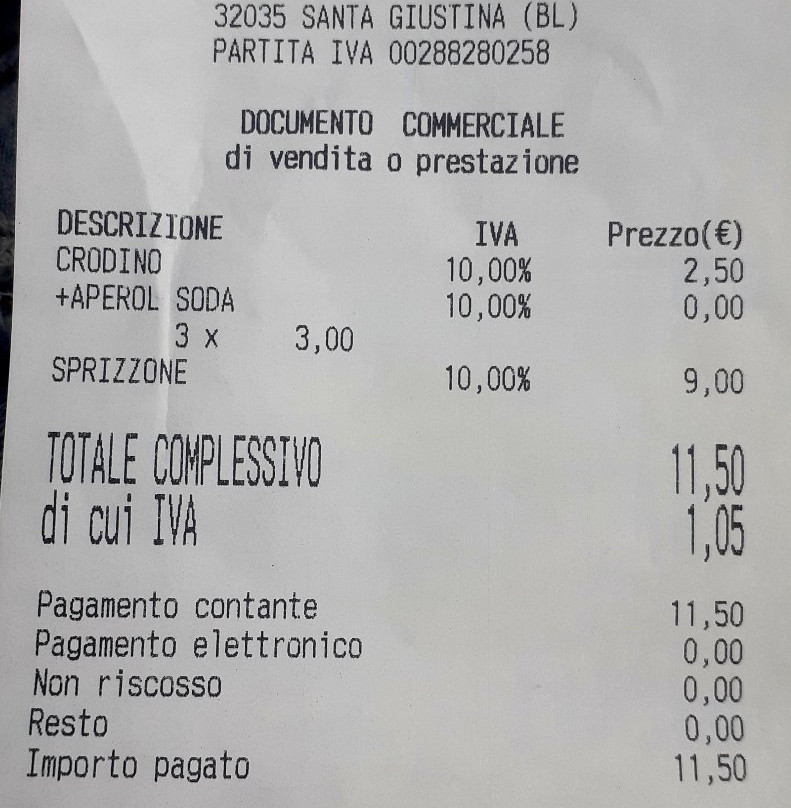 32035 SANTA GIUSTINA (BL)
PARTITA IVA 00288280258
DOCUMENTO COMMERCIALE
di vendita o prestazione
DESCRIZIONE IVA Prezzo(€)
CRODINO 10,00% 2,50
+APEROL SODA 10,00% 0,00
3 x 3,00
SPRIZZONE 10,00% 9,00
TOTALE COMPLESSIVO 11,50
di cui IVA 1,05
Pagamento contante 11,50
Pagamento elettronico 0,00
Non riscosso 0,00
Resto 0,00
Importo pagato 11,50